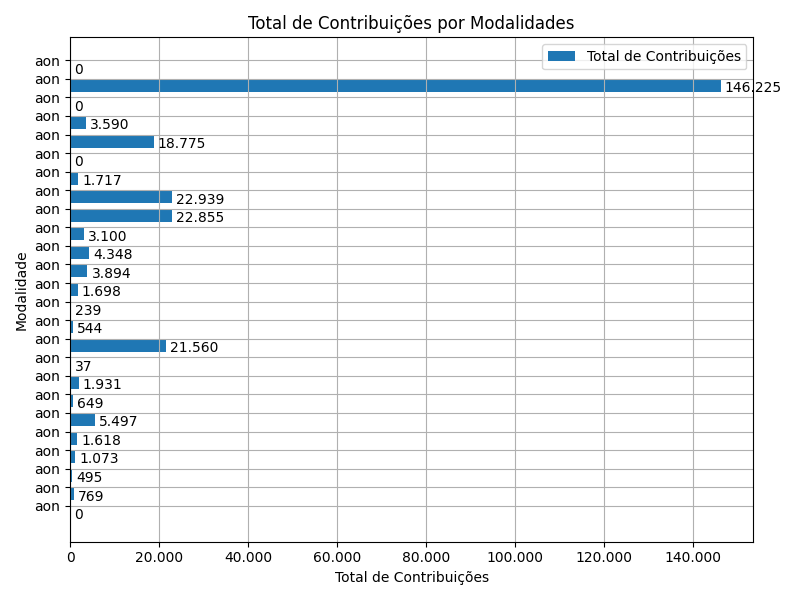 Total de Contribuições por Modalidades
Total de Contribuições
Modalidade
aon
0
aon
146.225
aon
0
aon
3.590
aon
18.775
aon
0
aon
1.717
aon
22.939
aon
22.855
aon
3.100
aon
4.348
aon
3.894
aon
1.698
aon
239
aon
544
aon
21.560
aon
37
aon
1.931
aon
649
aon
5.497
aon
1.618
aon
1.073
aon
495
aon
769
aon
0
0 20.000 40.000 60.000 80.000 100.000 120.000 140.000
Total de Contribuições